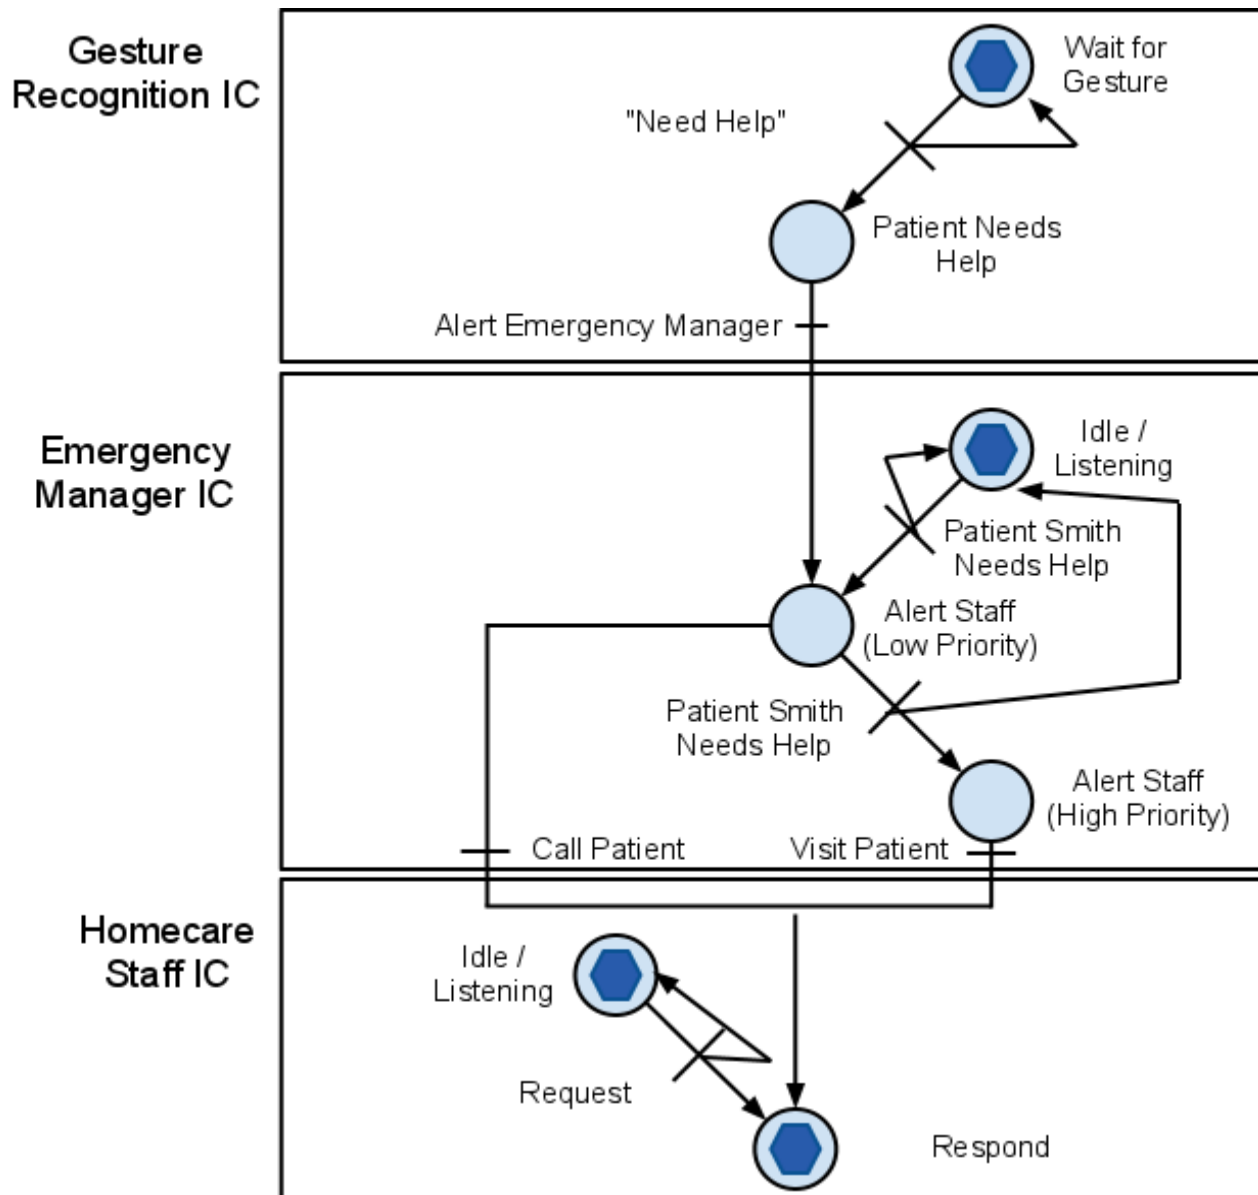 Gesture
Recognition IC
Wait for
Gesture
"Need Help"
Patient Needs
Help
Alert Emergency Manager
Emergency
Manager IC
Idle /
Listening
Patient Smith
Needs Help
Alert Staff
(Low Priority)
Patient Smith
Needs Help
Alert Staff
(High Priority)
Call Patient
Visit Patient
Homecare
Staff IC
Idle /
Listening
Request
Respond